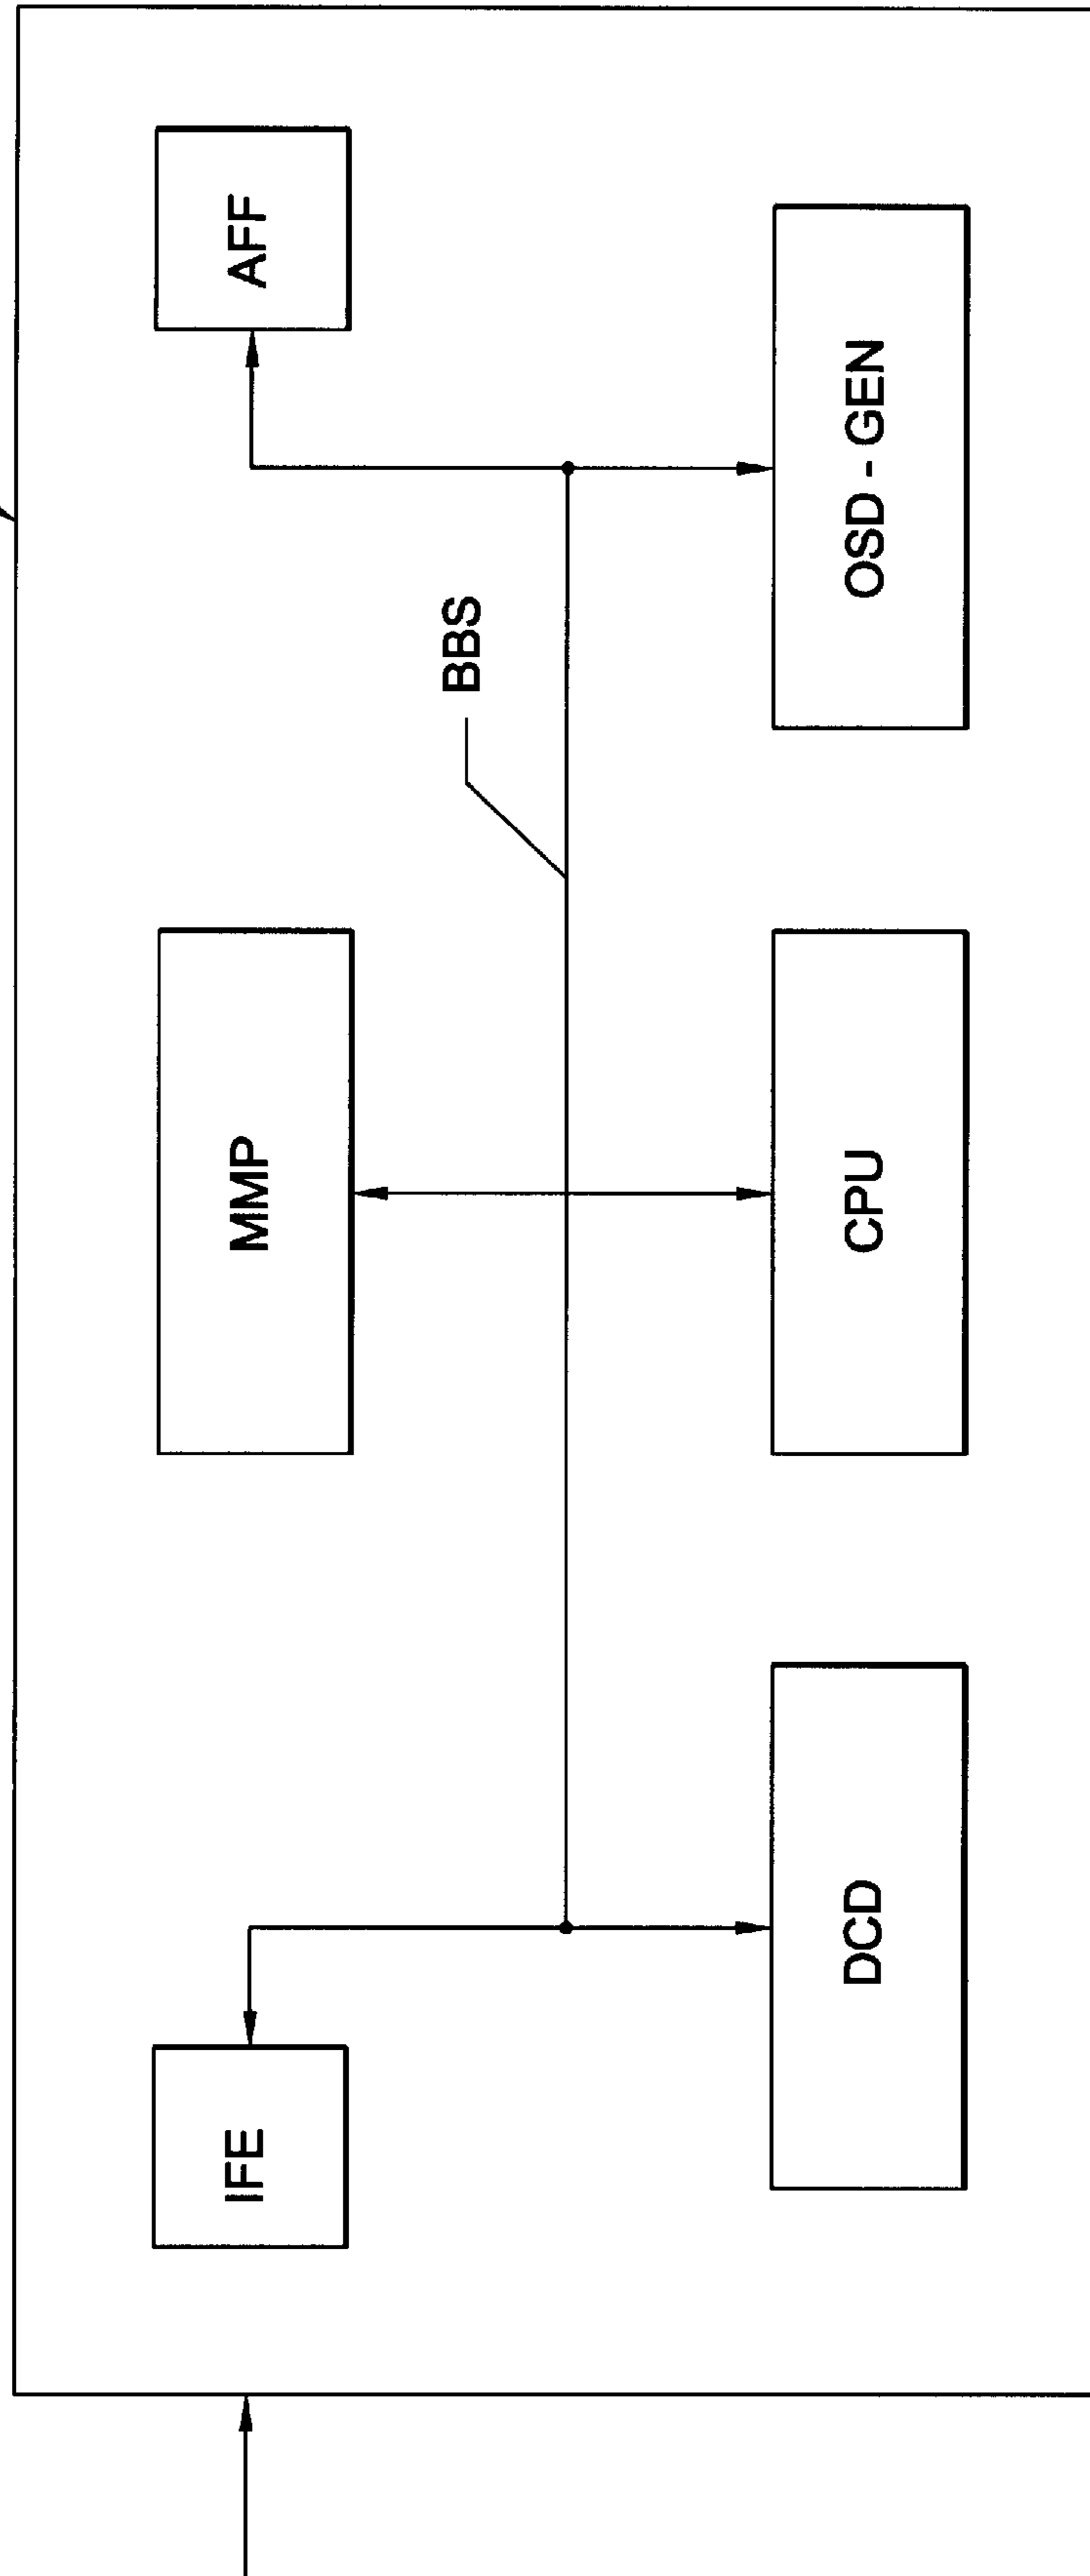 IFE
MMP
AFF
BBS
DCD
CPU
OSD - GEN